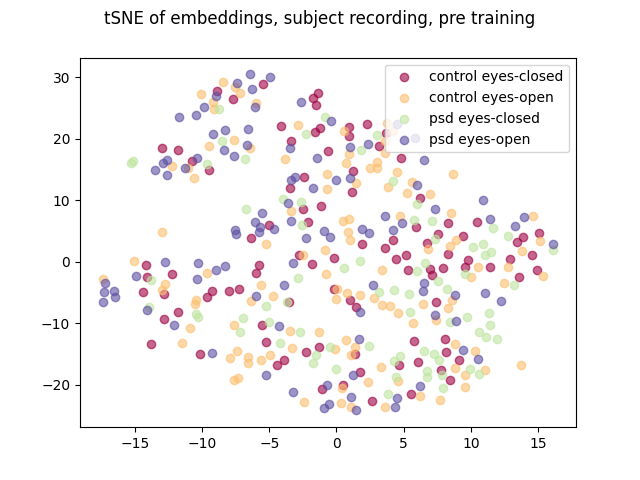 tSNE of embeddings, subject recording, pre training
control eyes-closed
control eyes-open
psd eyes-closed
psd eyes-open
30
20
10
0
−10
−20
−15
−10
−5
0
5
10
15